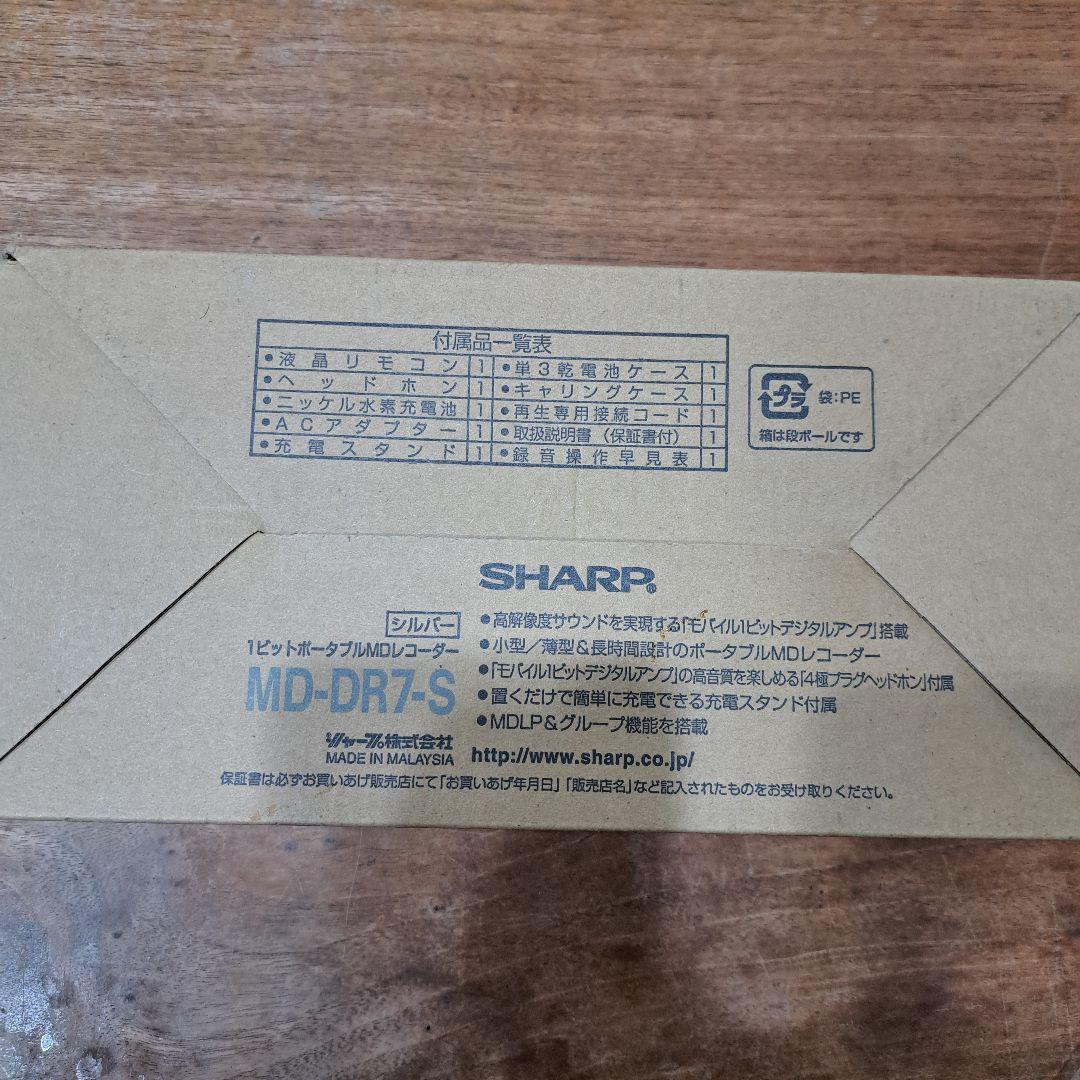 付属品一覧表
●液晶リモコン 1 ●単3乾電池ケース 1
●ヘッドホン 1 ●キャリングケース 1
●ニッケル水素充電池 1 ●再生専用接続コード 1
●ACアダプター 1 ●取扱説明書(保証書付) 1
●充電スタンド 1 ●録音操作早見表 1
プラ 袋:PE
箱は段ボールです
SHARP®
シルバー
1ビットポータブルMDレコーダー
MD-DR7-S
シャープ株式会社
MADE IN MALAYSIA
●高解像度サウンドを実現する「モバイル1ビットデジタルアンプ」搭載
●小型/薄型&長時間設計のポータブルMDレコーダー
●「モバイル1ビットデジタルアンプ」の高音質を楽しめる「4極プラグヘッドホン」付属
●置くだけで簡単に充電できる充電スタンド付属
●MDLP&グループ機能を搭載
http://www.sharp.co.jp/
保証書は必ずお買いあげ販売店にて「お買いあげ年月日」「販売店名」など記入されたものをお受け取りください。